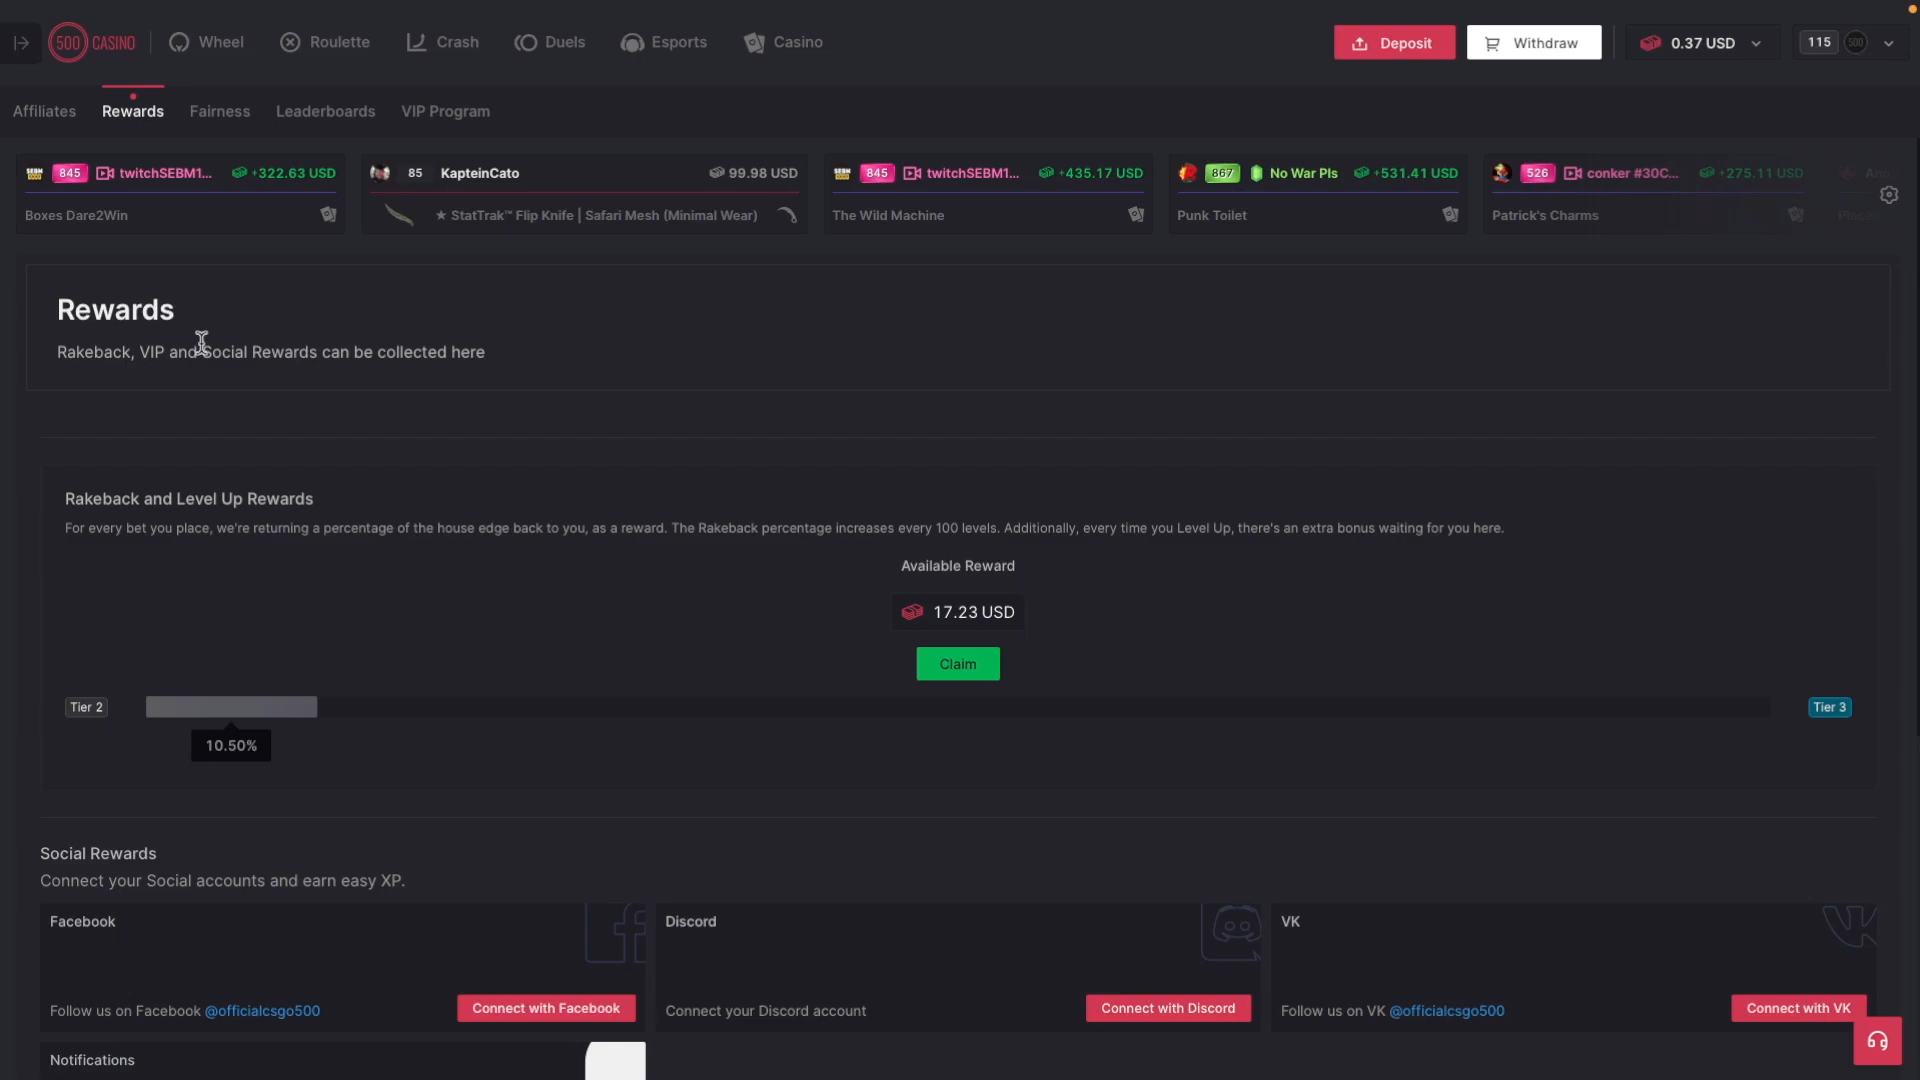 500 CASINO
Wheel
Roulette
Crash
Duels
Esports
Casino
Deposit
Withdraw
0.37 USD
115
500
Affiliates
Rewards
Fairness
Leaderboards
VIP Program
845 twitchSEBM1... +322.63 USD
Boxes Dare2Win
85 KapteinCato 99.98 USD
★ StatTrak™ Flip Knife | Safari Mesh (Minimal Wear)
845 twitchSEBM1... +435.17 USD
The Wild Machine
867 No War Pls +531.41 USD
Punk Toilet
526 conker #30C... +275.11 USD
Patrick's Charms
Rewards
Rakeback, VIP and Social Rewards can be collected here
Rakeback and Level Up Rewards
For every bet you place, we're returning a percentage of the house edge back to you, as a reward. The Rakeback percentage increases every 100 levels. Additionally, every time you Level Up, there's an extra bonus waiting for you here.
Available Reward
17.23 USD
Claim
Tier 2
Tier 3
10.50%
Social Rewards
Connect your Social accounts and earn easy XP.
Facebook
Follow us on Facebook @officialcsgo500
Connect with Facebook
Discord
Connect your Discord account
Connect with Discord
VK
Follow us on VK @officialcsgo500
Connect with VK
Notifications